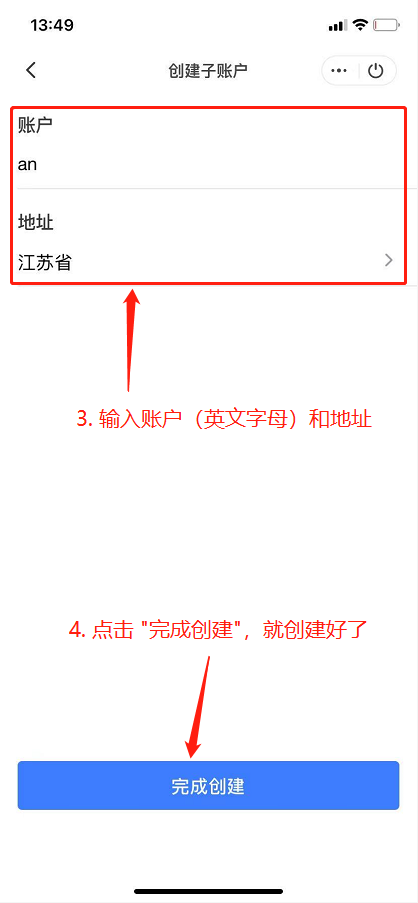 13:49
创建子账户
账户
an
地址
江苏省
3. 输入账户（英文字母）和地址
4. 点击 "完成创建"，就创建好了
完成创建